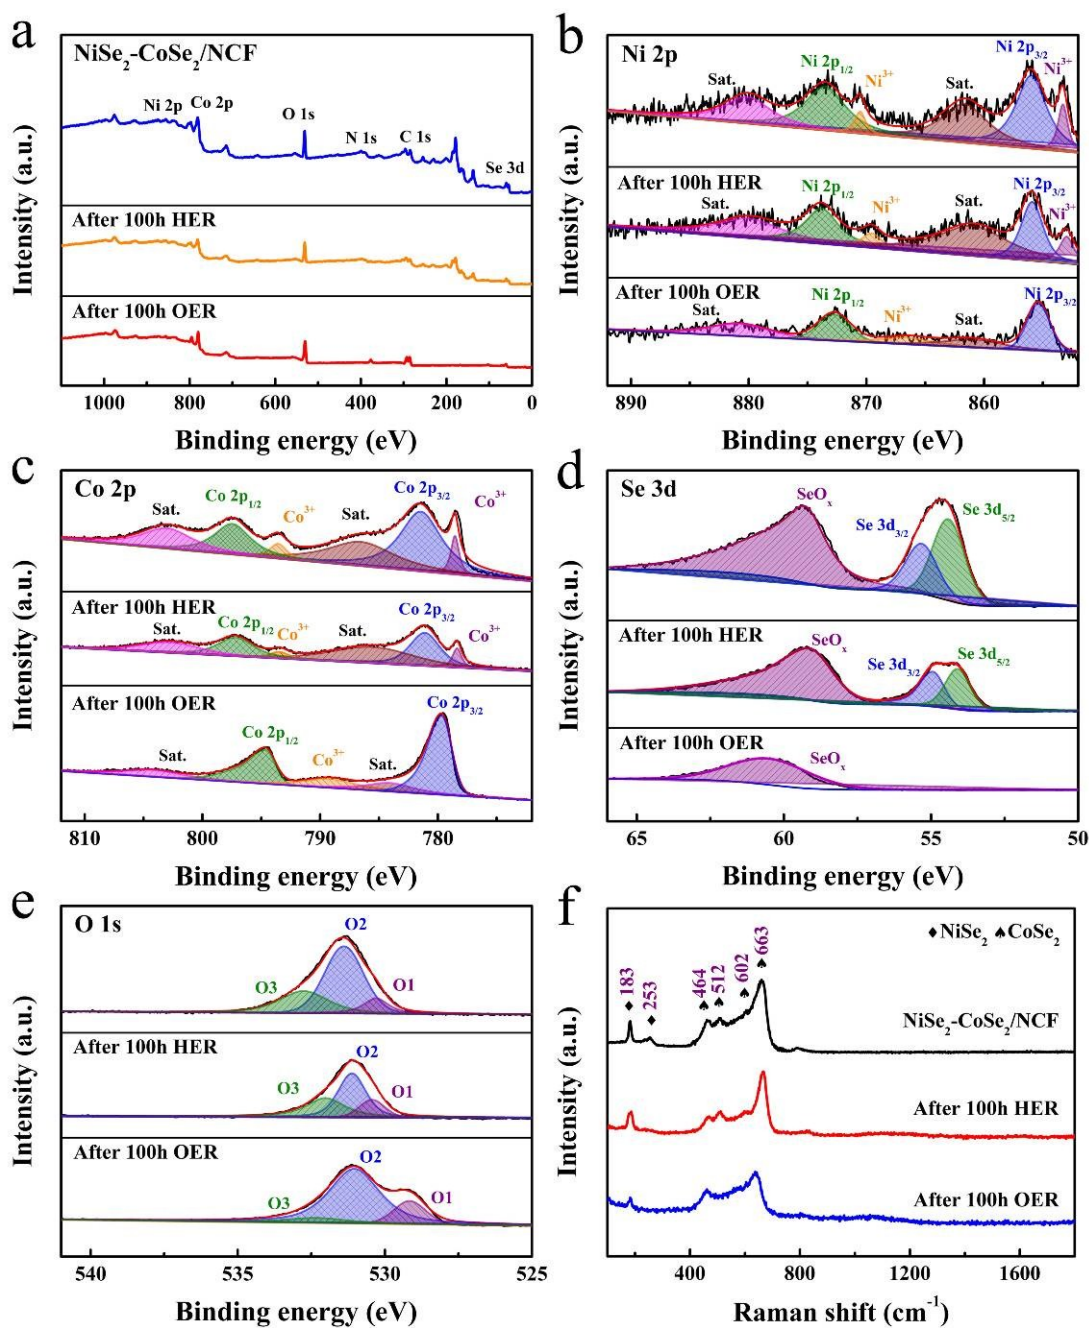 a
NiSe₂-CoSe₂/NCF
Ni 2p
Co 2p
O 1s
N 1s
C 1s
Se 3d
After 100h HER
After 100h OER
Intensity (a.u.)
1000 800 600 400 200 0
Binding energy (eV)
b
Ni 2p
Sat.
Ni 2p₁/₂
Ni³⁺
Sat.
Ni 2p₃/₂
Ni³⁺
After 100h HER
Sat.
Ni 2p₁/₂
Ni³⁺
Sat.
Ni 2p₃/₂
Ni³⁺
After 100h OER
Sat.
Ni 2p₁/₂
Ni³⁺
Sat.
Ni 2p₃/₂
Intensity (a.u.)
890 880 870 860
Binding energy (eV)
c
Co 2p
Sat.
Co 2p₁/₂
Co³⁺
Sat.
Co 2p₃/₂
Co³⁺
After 100h HER
Sat.
Co 2p₁/₂
Co³⁺
Sat.
Co 2p₃/₂
Co³⁺
After 100h OER
Sat.
Co 2p₁/₂
Co³⁺
Sat.
Co 2p₃/₂
Intensity (a.u.)
810 800 790 780
Binding energy (eV)
d
Se 3d
SeOₓ
Se 3d₃/₂
Se 3d₅/₂
After 100h HER
SeOₓ
Se 3d₃/₂
Se 3d₅/₂
After 100h OER
SeOₓ
Intensity (a.u.)
65 60 55 50
Binding energy (eV)
e
O 1s
O3
O2
O1
After 100h HER
O3
O2
O1
After 100h OER
O3
O2
O1
Intensity (a.u.)
540 535 530 525
Binding energy (eV)
f
♦NiSe₂ ♠CoSe₂
183
253
464
512
602
663
NiSe₂-CoSe₂/NCF
After 100h HER
After 100h OER
Intensity (a.u.)
400 800 1200 1600
Raman shift (cm⁻¹)